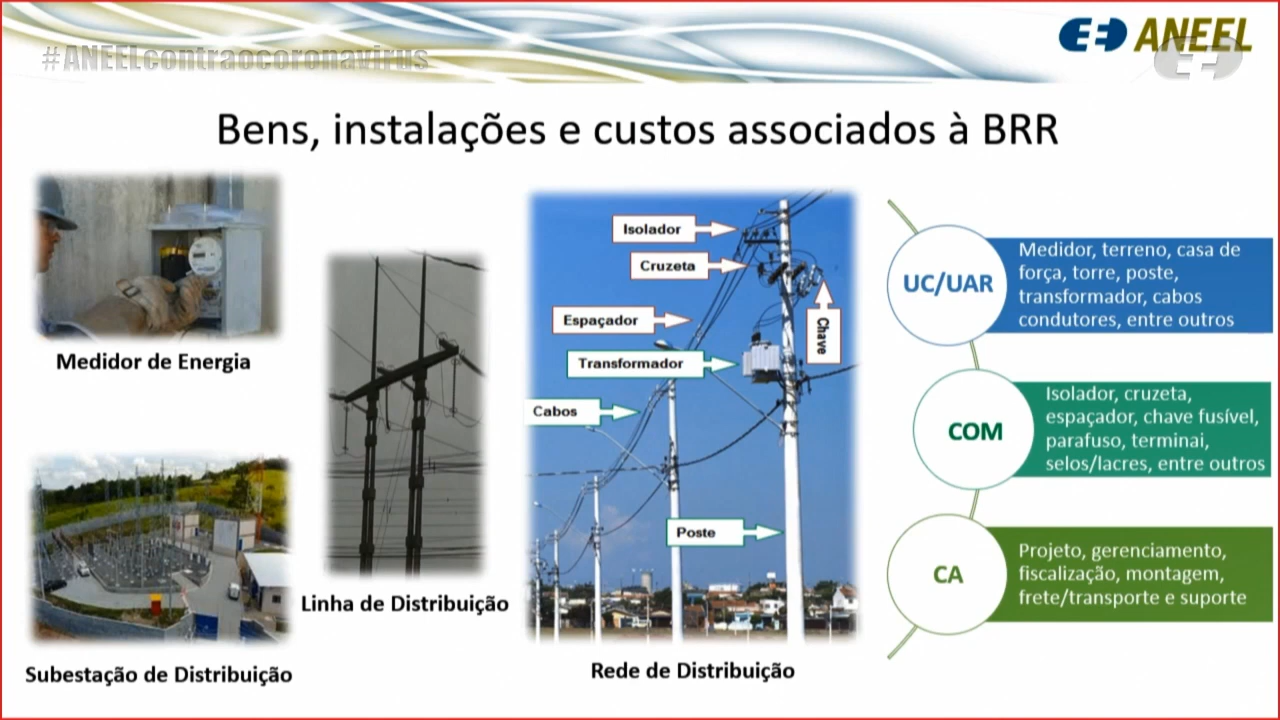 #ANEELcontraocoronavirus
ANEEL
Bens, instalações e custos associados à BRR
Medidor de Energia
Subestação de Distribuição
Linha de Distribuição
Isolador
Cruzeta
Espaçador
Chave
Transformador
Cabos
Poste
Rede de Distribuição
UC/UAR
Medidor, terreno, casa de
força, torre, poste,
transformador, cabos
condutores, entre outros
COM
Isolador, cruzeta,
espaçador, chave fusível,
parafuso, terminai,
selos/lacres, entre outros
CA
Projeto, gerenciamento,
fiscalização, montagem,
frete/transporte e suporte